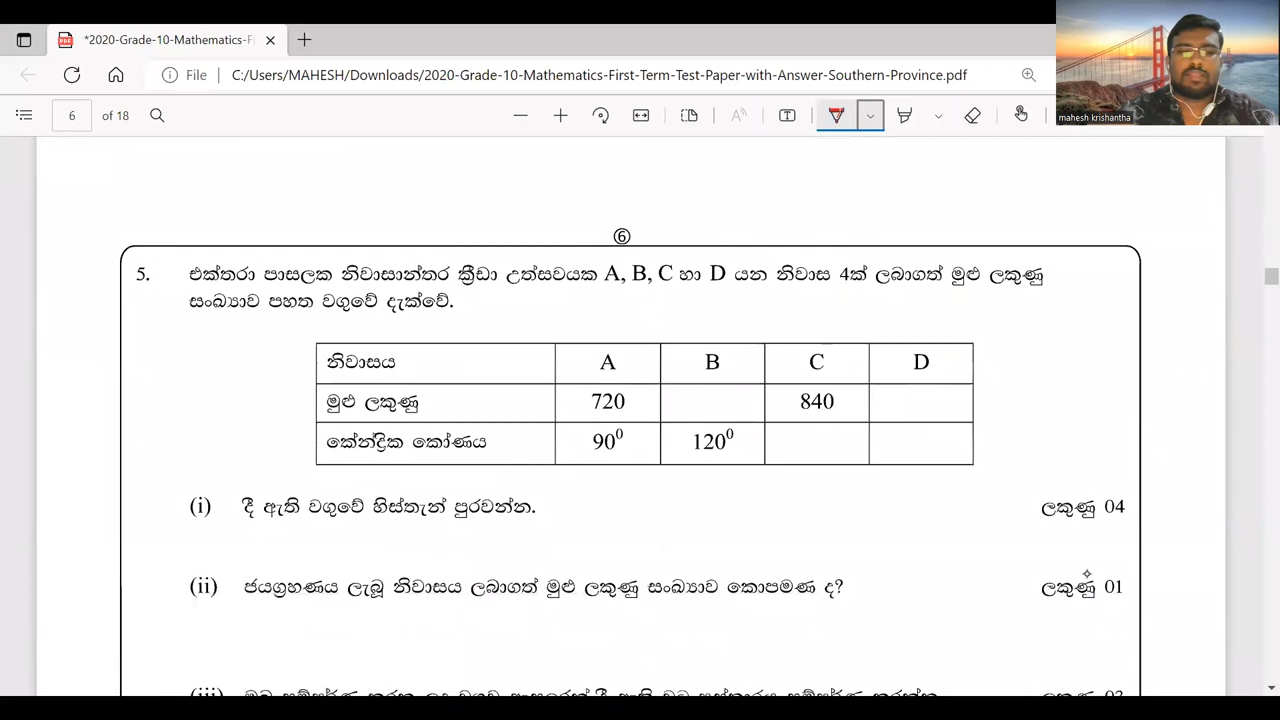 *2020-Grade-10-Mathematics-Fi
File C:/Users/MAHESH/Downloads/2020-Grade-10-Mathematics-First-Term-Test-Paper-with-Answer-Southern-Province.pdf
6 of 18
mahesh krishantha
⑥
5. එක්තරා පාසලක නිවාසාන්තර ක්‍රීඩා උත්සවයක A, B, C හා D යන නිවාස 4ක් ලබාගත් මුළු ලකුණු
සංඛ්‍යාව පහත වගුවේ දැක්වේ.
නිවාසය A B C D
මුළු ලකුණු 720 840
කේන්ද්‍රික කෝණය 90⁰ 120⁰
(i) දී ඇති වගුවේ හිස්තැන් පුරවන්න. ලකුණු 04
(ii) ජයග්‍රහණය ලැබූ නිවාසය ලබාගත් මුළු ලකුණු සංඛ්‍යාව කොපමණ ද? ලකුණු 01